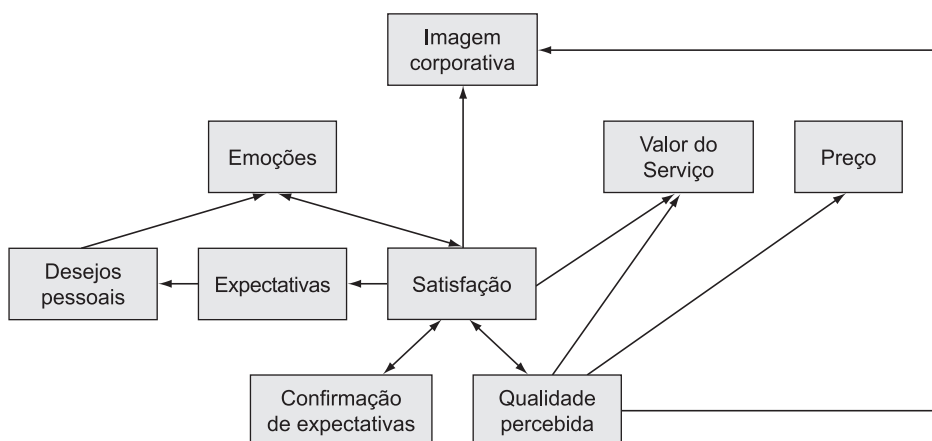 Imagem
corporativa
Emoções
Valor do
Serviço
Preço
Desejos
pessoais
Expectativas
Satisfação
Confirmação
de expectativas
Qualidade
percebida